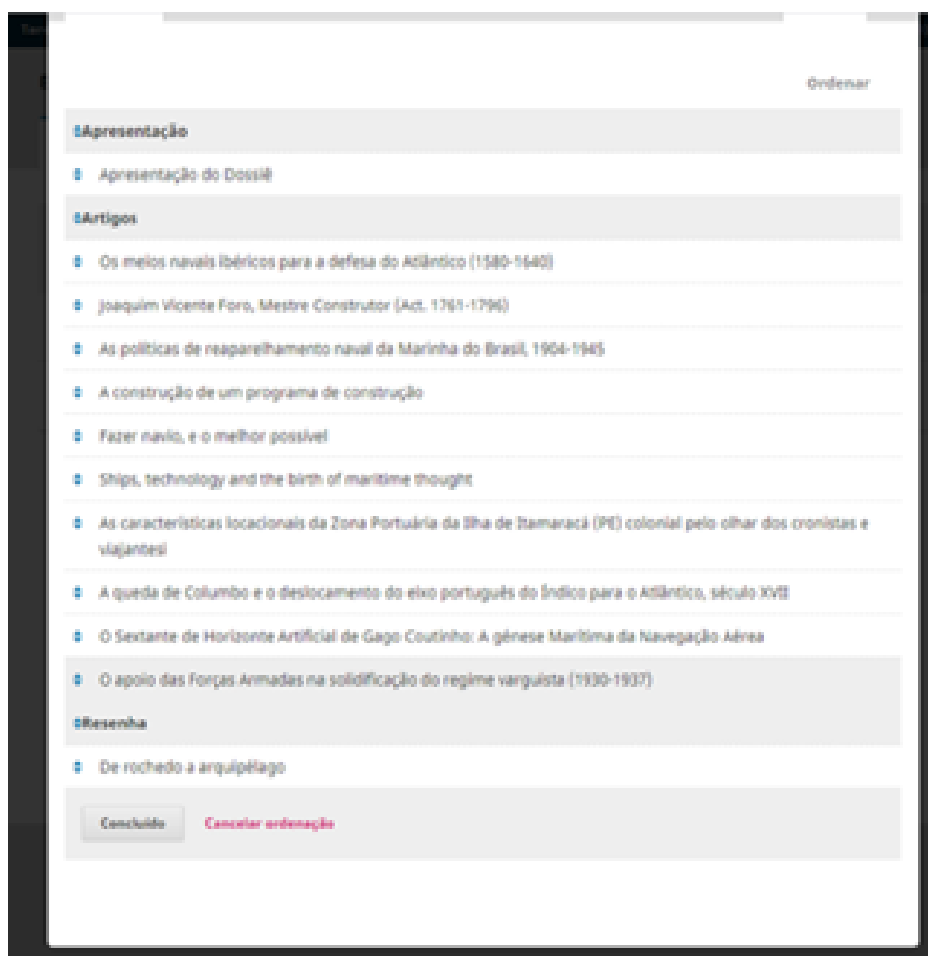 Ordenar
Apresentação
Apresentação do Dossiê
Artigos
Os meios navais ibéricos para a defesa do Atlântico (1580-1640)
Joaquim Vicente Foro, Mestre Construtor (Act. 1761-1796)
As políticas de reaparelhamento naval da Marinha do Brasil, 1904-1945
A construção de um programa de construção
Fazer navio, e o melhor possível
Ships, technology and the birth of maritime thought
As características locacionais da Zona Portuária da Ilha de Itamaracá (PE) colonial pelo olhar dos cronistas e
viajantesi
A queda de Columbo e o deslocamento do eixo português do Índico para o Atlântico, século XVII
O Sextante de Horizonte Artificial de Gago Coutinho: A génese Marítima da Navegação Aérea
O apoio das Forças Armadas na solidificação do regime varguista (1930-1937)
Resenha
De rochedo a arquipélago
Concluído Cancelar ordenação